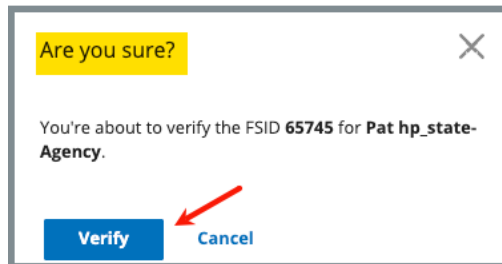 Are you sure?
You're about to verify the FSID 65745 for Pat hp_state-
Agency.
Verify
Cancel